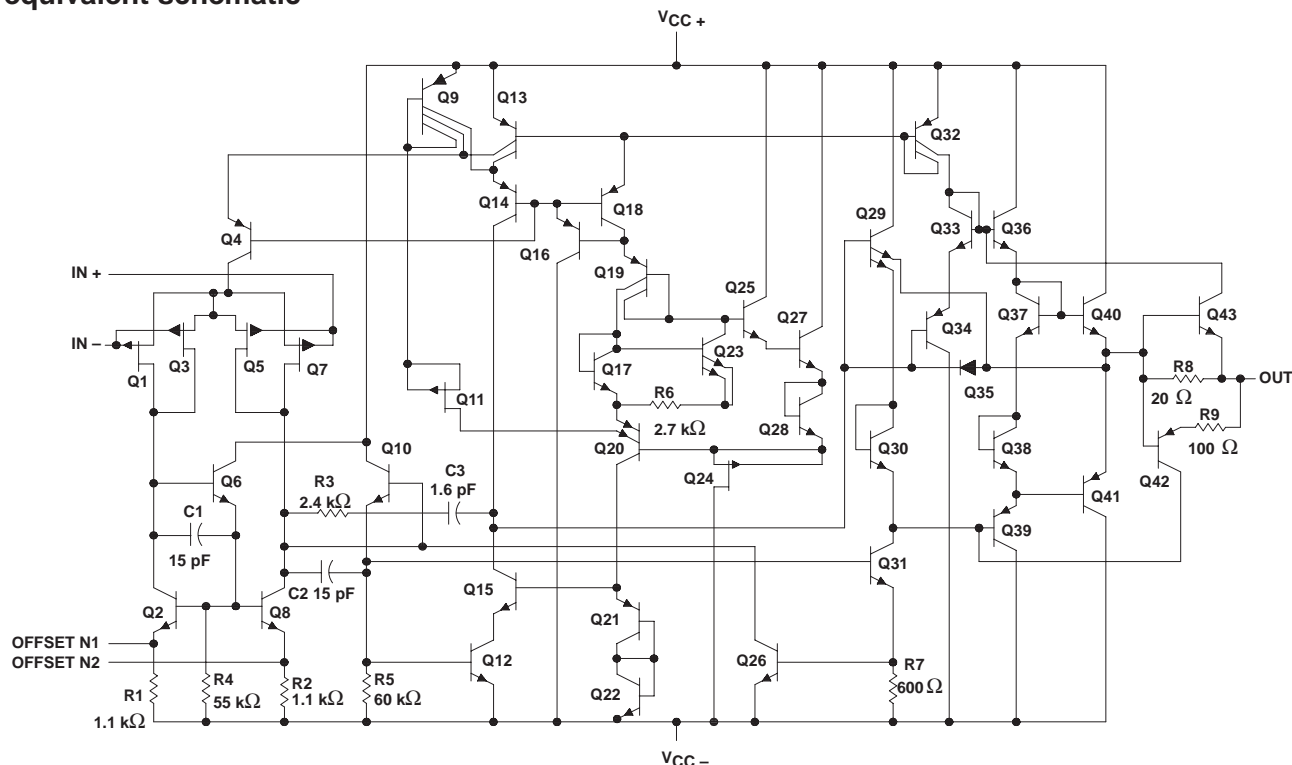 equivalent schematic
VCC +
Q9
Q13
Q32
Q14
Q18
Q29
Q33
Q36
Q4
Q16
IN +
Q19
Q25
Q27
Q34
Q37
Q40
Q43
IN –
Q3
Q5
Q23
Q1
Q7
Q17
R8
OUT
Q11
R6
Q35
20 Ω
R9
2.7 kΩ
Q28
100 Ω
Q10
Q20
Q30
Q38
Q6
R3
C3
Q24
Q42
2.4 kΩ
1.6 pF
Q41
C1
Q39
15 pF
Q31
C2 15 pF
Q15
Q2
Q8
Q21
OFFSET N1
OFFSET N2
Q12
Q26
R7
R1
R4
R2
R5
Q22
600 Ω
1.1 kΩ
55 kΩ
1.1 kΩ
60 kΩ
VCC –